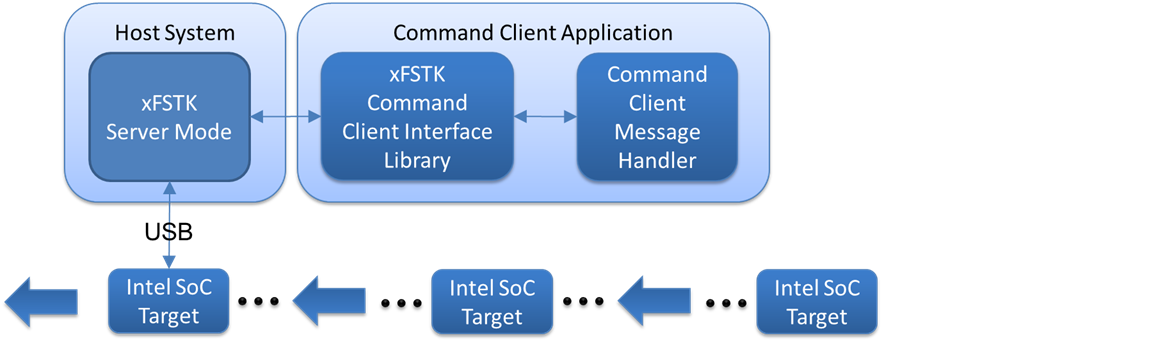 Host System
Command Client Application
xFSTK
Server Mode
xFSTK
Command
Client Interface
Library
Command
Client
Message
Handler
USB
Intel SoC
Target
Intel SoC
Target
Intel SoC
Target